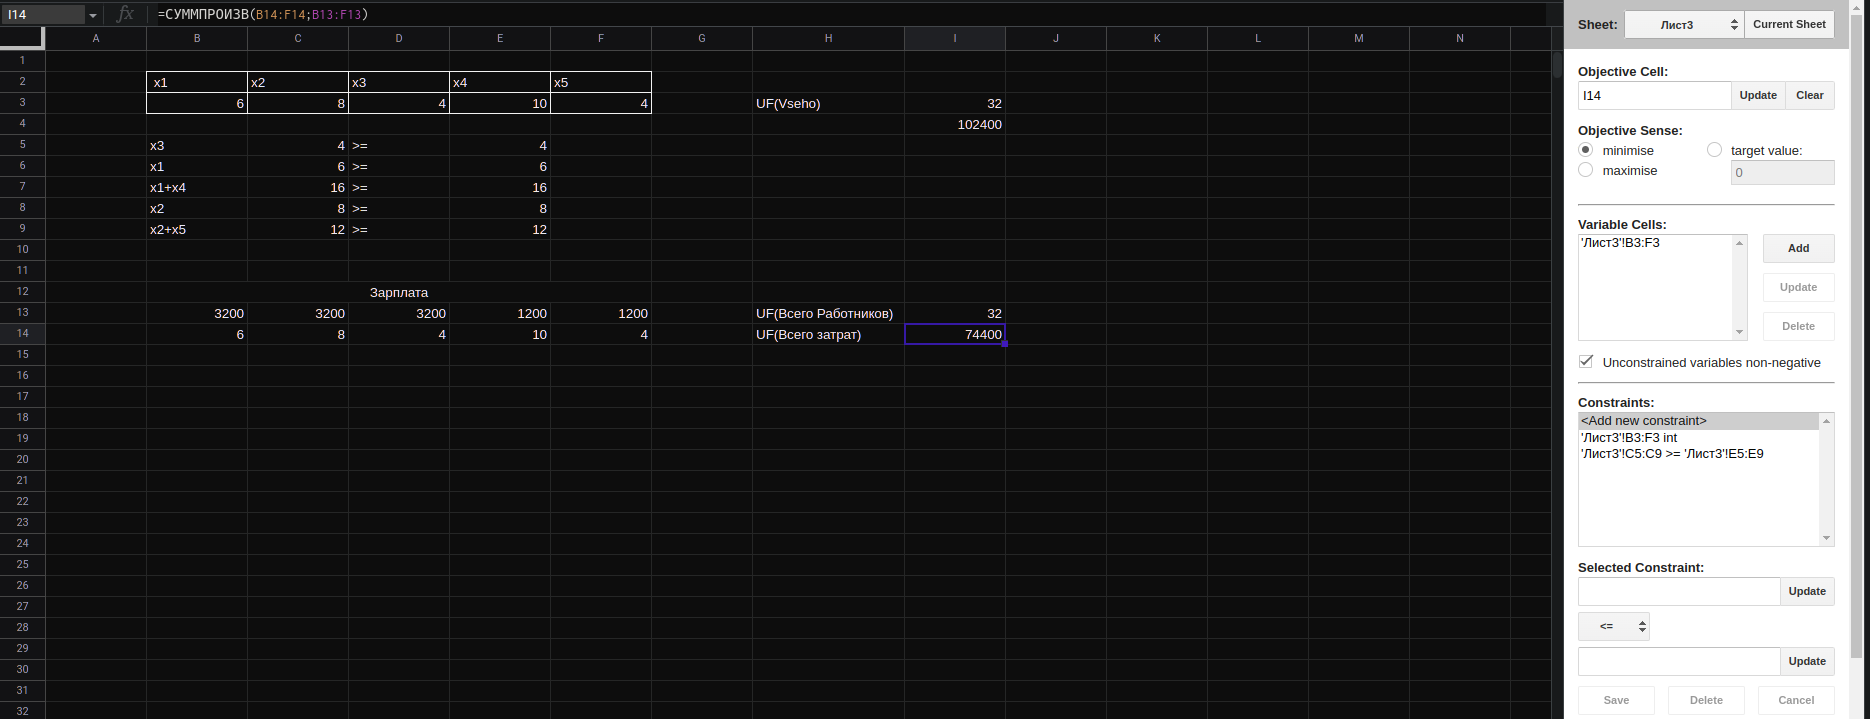 I14 fx =СУММПРОИЗВ(B14:F14;B13:F13)
A B C D E F G H I J K L M N
1
2 x1 x2 x3 x4 x5
3 6 8 4 10 4 UF(Vseho) 32
4 102400
5 x3 4 >= 4
6 x1 6 >= 6
7 x1+x4 16 >= 16
8 x2 8 >= 8
9 x2+x5 12 >= 12
10
11
12 Зарплата
13 3200 3200 3200 1200 1200 UF(Всего Работников) 32
14 6 8 4 10 4 UF(Всего затрат) 74400
15
16
17
18
19
20
21
22
23
24
25
26
27
28
29
30
31
32
Sheet: Лист3 Current Sheet
Objective Cell:
I14 Update Clear
Objective Sense:
minimise target value:
maximise 0
Variable Cells:
'Лист3'!B3:F3 Add
Update
Delete
Unconstrained variables non-negative
Constraints:
<Add new constraint>
'Лист3'!B3:F3 int
'Лист3'!C5:C9 >= 'Лист3'!E5:E9
Selected Constraint:
Update
<=
Update
Save Delete Cancel